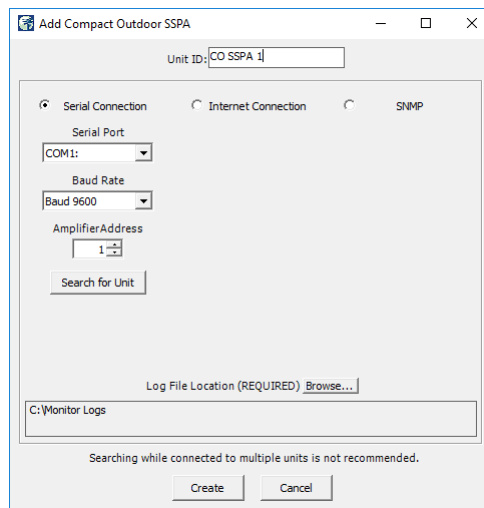 Add Compact Outdoor SSPA
Unit ID: CO SSPA 1
Serial Connection Internet Connection SNMP
Serial Port
COM1:
Baud Rate
Baud 9600
AmplifierAddress
1
Search for Unit
Log File Location (REQUIRED) Browse...
C:\Monitor Logs
Searching while connected to multiple units is not recommended.
Create Cancel